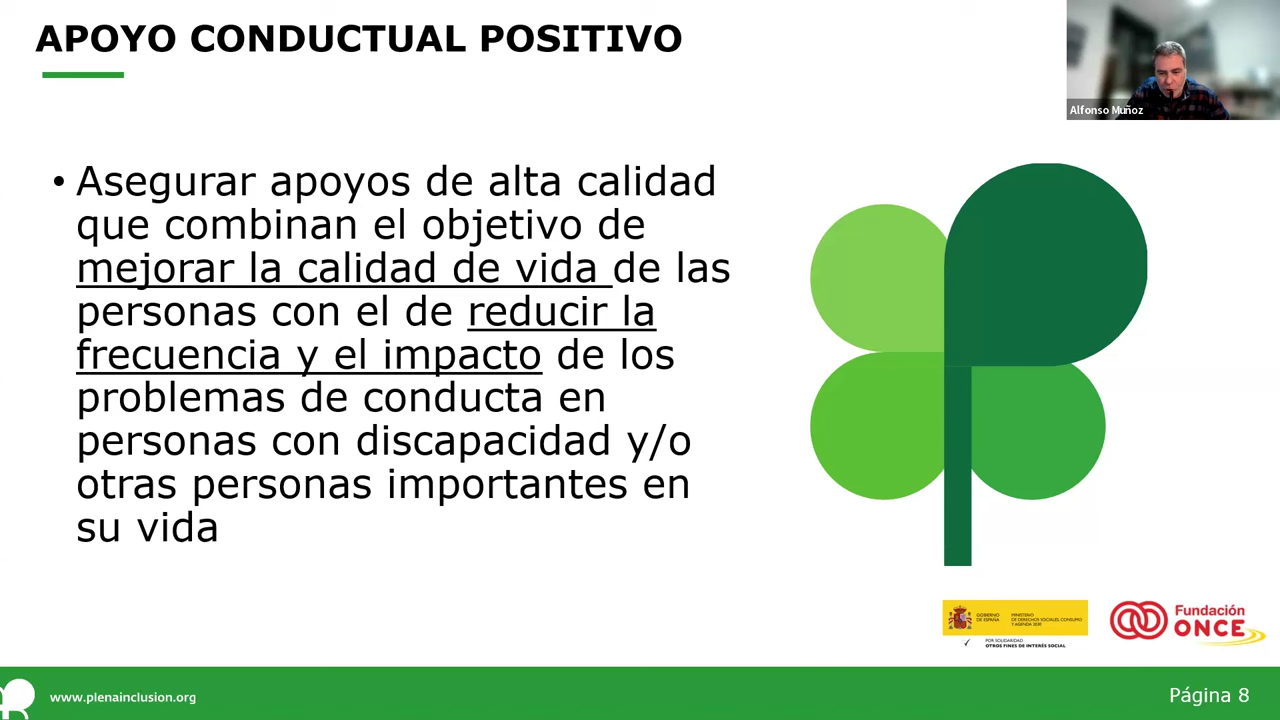 APOYO CONDUCTUAL POSITIVO
Alfonso Muñoz
• Asegurar apoyos de alta calidad
que combinan el objetivo de
mejorar la calidad de vida de las
personas con el de reducir la
frecuencia y el impacto de los
problemas de conducta en
personas con discapacidad y/o
otras personas importantes en
su vida
GOBIERNO
DE ESPAÑA
MINISTERIO
DE DERECHOS SOCIALES, CONSUMO
Y AGENDA 2030
POR SOLIDARIDAD
OTROS FINES DE INTERÉS SOCIAL
Fundación
ONCE
www.plenainclusion.org
Página 8